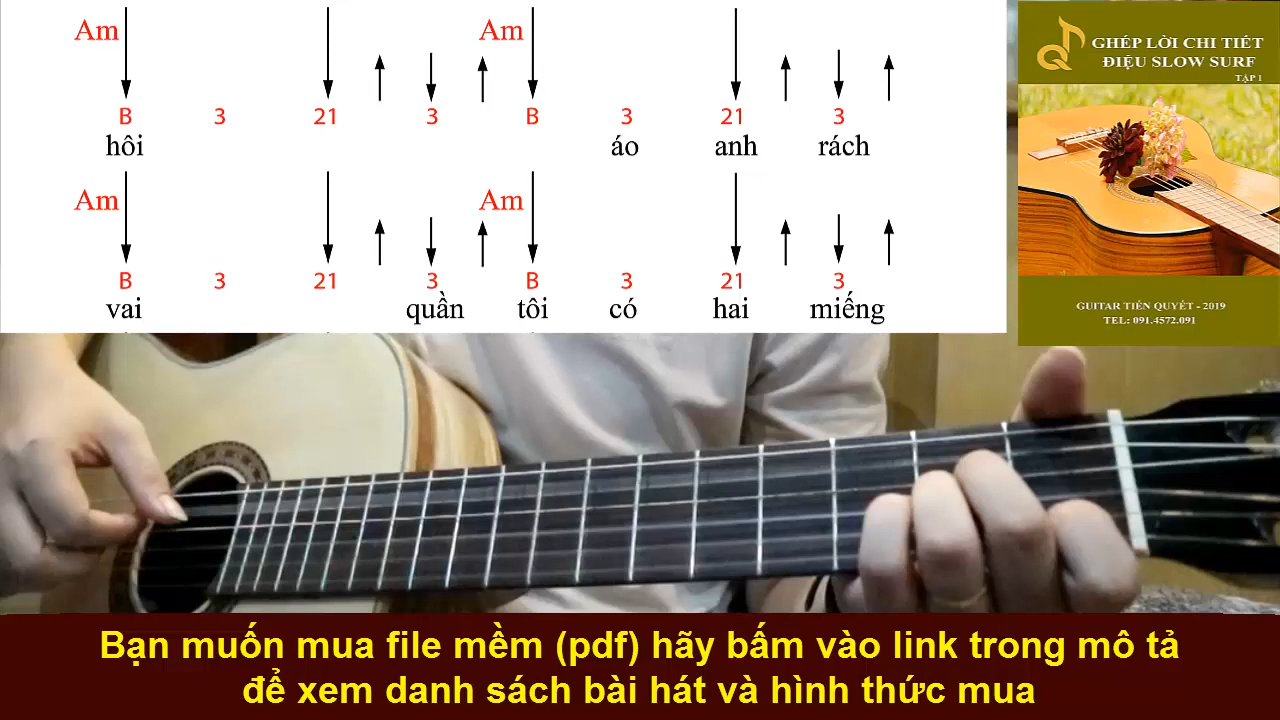 Am Am
B 3 21 3 B 3 21 3
hôi áo anh rách
Am Am
B 3 21 3 B 3 21 3
vai quần tôi có hai miếng
GHÉP LỜI CHI TIẾT
ĐIỆU SLOW SURF
TẬP 1
GUITAR TIẾN QUYẾT - 2019
TEL: 091.4572.091
Bạn muốn mua file mềm (pdf) hãy bấm vào link trong mô tả
để xem danh sách bài hát và hình thức mua